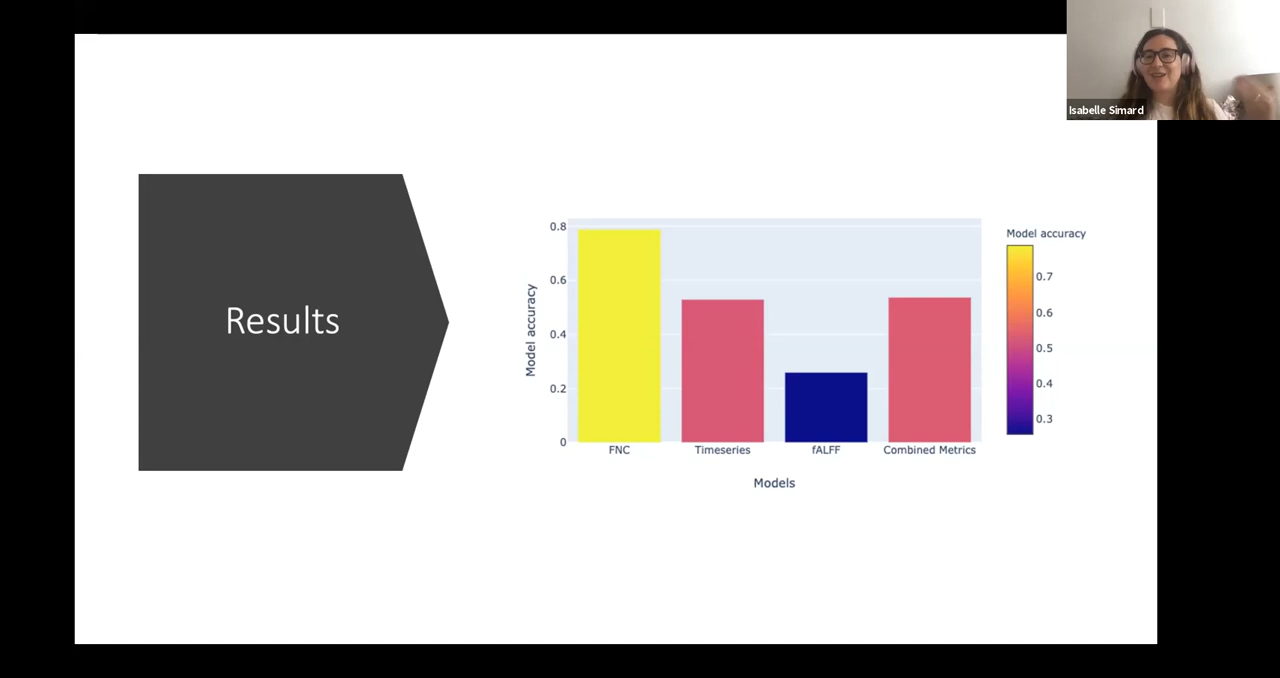 Isabelle Simard
Results
Model accuracy
0.8
0.6
0.4
0.2
0
FNC
Timeseries
fALFF
Combined Metrics
Models
Model accuracy
0.7
0.6
0.5
0.4
0.3